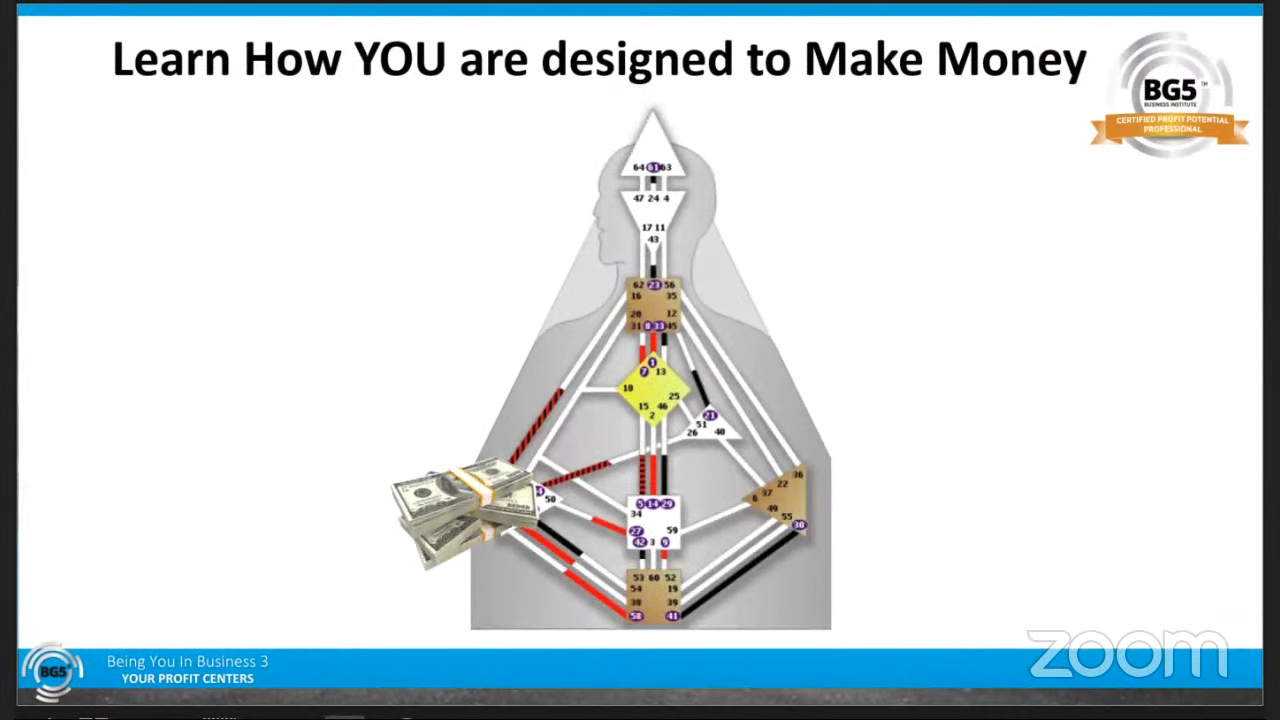 Learn How YOU are designed to Make Money
BG5 ™
BUSINESS INSTITUTE
CERTIFIED PROFIT POTENTIAL
PROFESSIONAL
64 61 63
47 24 4
17 11
43
62 23 56
16 35
20 12
31 8 33 45
1
7 13
10
25
15 46
2
21
51
26 40
36
22
37
6
49
55
30
50
5 14 29
34
27 59
42 3 9
53 60 52
54 19
38 39
58 41
BG5
Being You In Business 3
YOUR PROFIT CENTERS
zoom